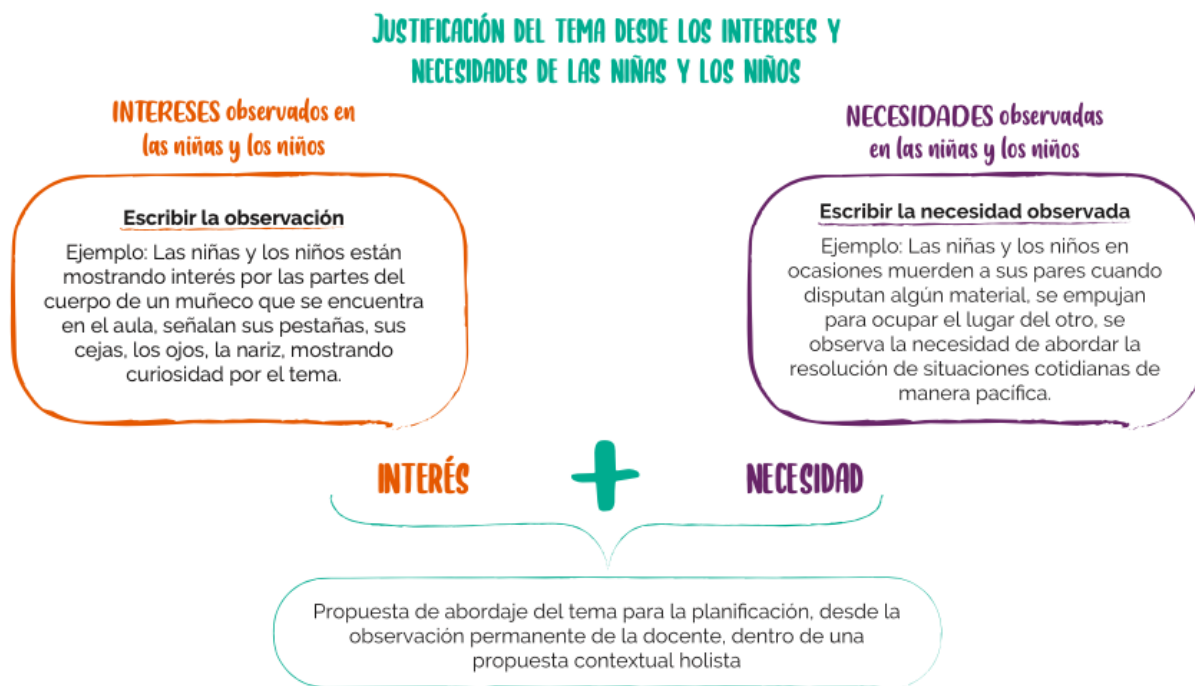 JUSTIFICACIÓN DEL TEMA DESDE LOS INTERESES Y
NECESIDADES DE LAS NIÑAS Y LOS NIÑOS
INTERESES observados en
las niñas y los niños
Escribir la observación
Ejemplo: Las niñas y los niños están
mostrando interés por las partes del
cuerpo de un muñeco que se encuentra
en el aula, señalan sus pestañas, sus
cejas, los ojos, la nariz, mostrando
curiosidad por el tema.
NECESIDADES observadas
en las niñas y los niños
Escribir la necesidad observada
Ejemplo: Las niñas y los niños en
ocasiones muerden a sus pares cuando
disputan algún material, se empujan
para ocupar el lugar del otro, se
observa la necesidad de abordar la
resolución de situaciones cotidianas de
manera pacífica.
INTERÉS + NECESIDAD
Propuesta de abordaje del tema para la planificación, desde la
observación permanente de la docente, dentro de una
propuesta contextual holista